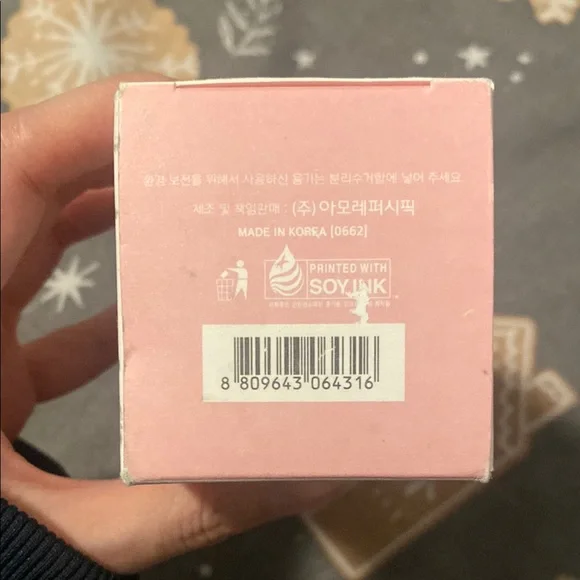 환경 보전을 위해서 사용하신 용기는 분리수거함에 넣어 주세요
제조 및 책임판매 : (주)아모레퍼시픽
MADE IN KOREA [0662]
PRINTED WITH
SOY INK™
8 809643 064316